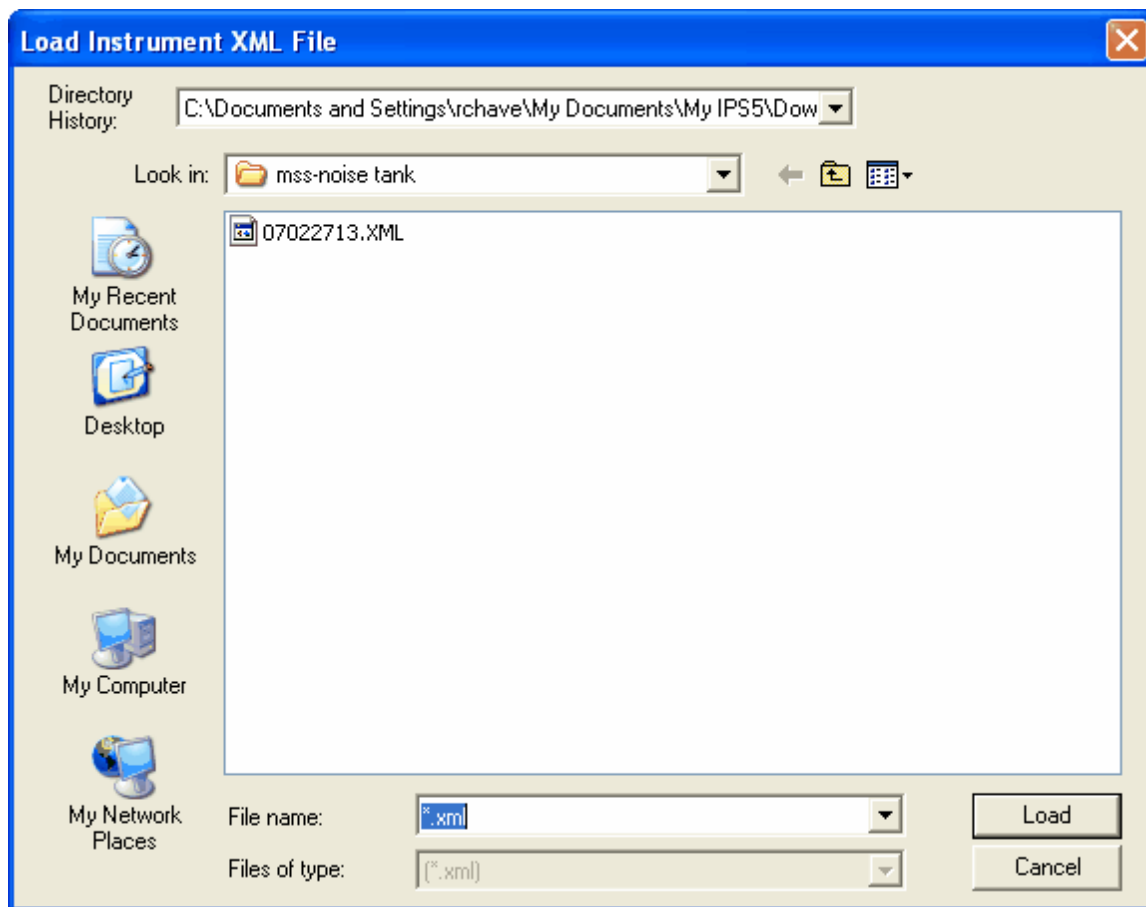 Load Instrument XML File
Directory
History:
C:\Documents and Settings\rchave\My Documents\My IPS5\Dow
Look in:
mss-noise tank
07022713.XML
My Recent
Documents
Desktop
My Documents
My Computer
My Network
Places
File name:
*.xml
Load
Files of type:
(*.xml)
Cancel